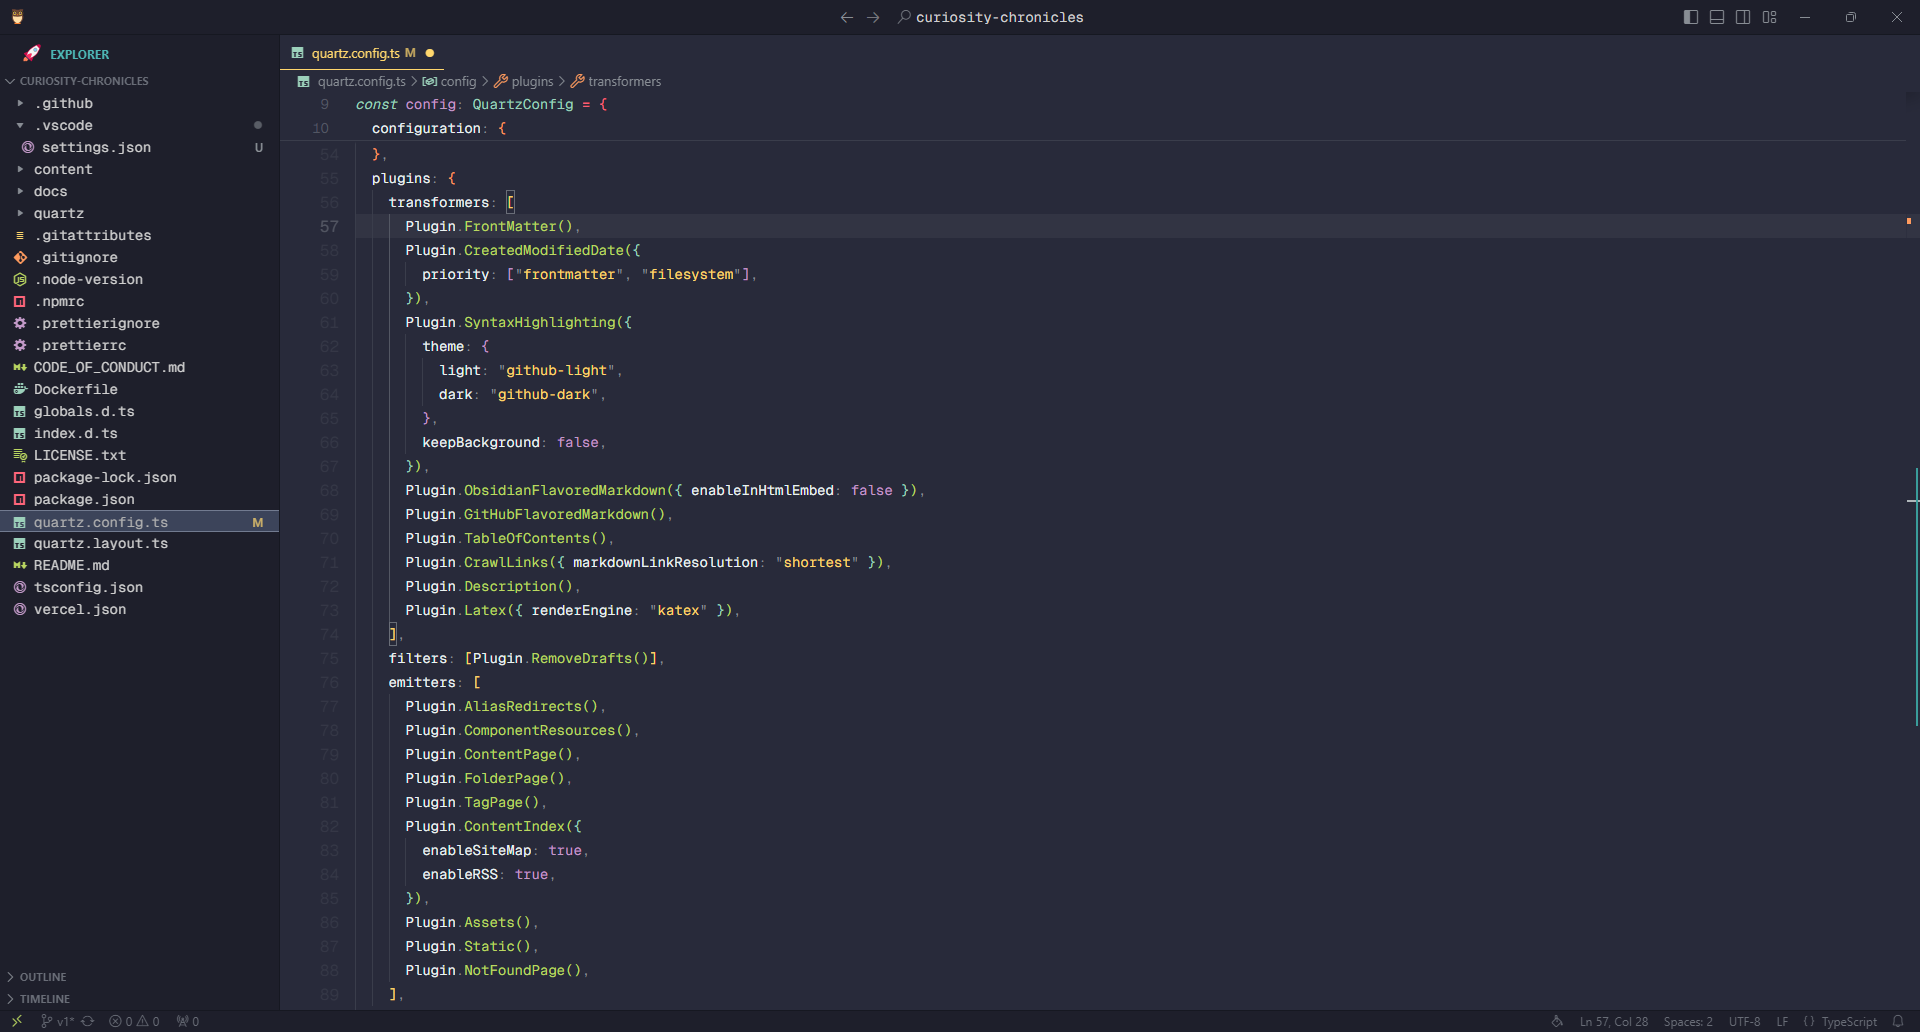 curiosity-chronicles
EXPLORER
CURIOSITY-CHRONICLES
.github
.vscode
settings.json U
content
docs
quartz
.gitattributes
.gitignore
.node-version
.npmrc
.prettierignore
.prettierrc
CODE_OF_CONDUCT.md
Dockerfile
globals.d.ts
index.d.ts
LICENSE.txt
package-lock.json
package.json
quartz.config.ts M
quartz.layout.ts
README.md
tsconfig.json
vercel.json
OUTLINE
TIMELINE
quartz.config.ts M
quartz.config.ts > config > plugins > transformers
9 const config: QuartzConfig = {
10 configuration: {
54 },
55 plugins: {
56 transformers: [
57 Plugin.FrontMatter(),
58 Plugin.CreatedModifiedDate({
59 priority: ["frontmatter", "filesystem"],
60 }),
61 Plugin.SyntaxHighlighting({
62 theme: {
63 light: "github-light",
64 dark: "github-dark",
65 },
66 keepBackground: false,
67 }),
68 Plugin.ObsidianFlavoredMarkdown({ enableInHtmlEmbed: false }),
69 Plugin.GitHubFlavoredMarkdown(),
70 Plugin.TableOfContents(),
71 Plugin.CrawlLinks({ markdownLinkResolution: "shortest" }),
72 Plugin.Description(),
73 Plugin.Latex({ renderEngine: "katex" }),
74 ],
75 filters: [Plugin.RemoveDrafts()],
76 emitters: [
77 Plugin.AliasRedirects(),
78 Plugin.ComponentResources(),
79 Plugin.ContentPage(),
80 Plugin.FolderPage(),
81 Plugin.TagPage(),
82 Plugin.ContentIndex({
83 enableSiteMap: true,
84 enableRSS: true,
85 }),
86 Plugin.Assets(),
87 Plugin.Static(),
88 Plugin.NotFoundPage(),
89 ],
v1* 0 0 0 Ln 57, Col 28 Spaces: 2 UTF-8 LF {} TypeScript